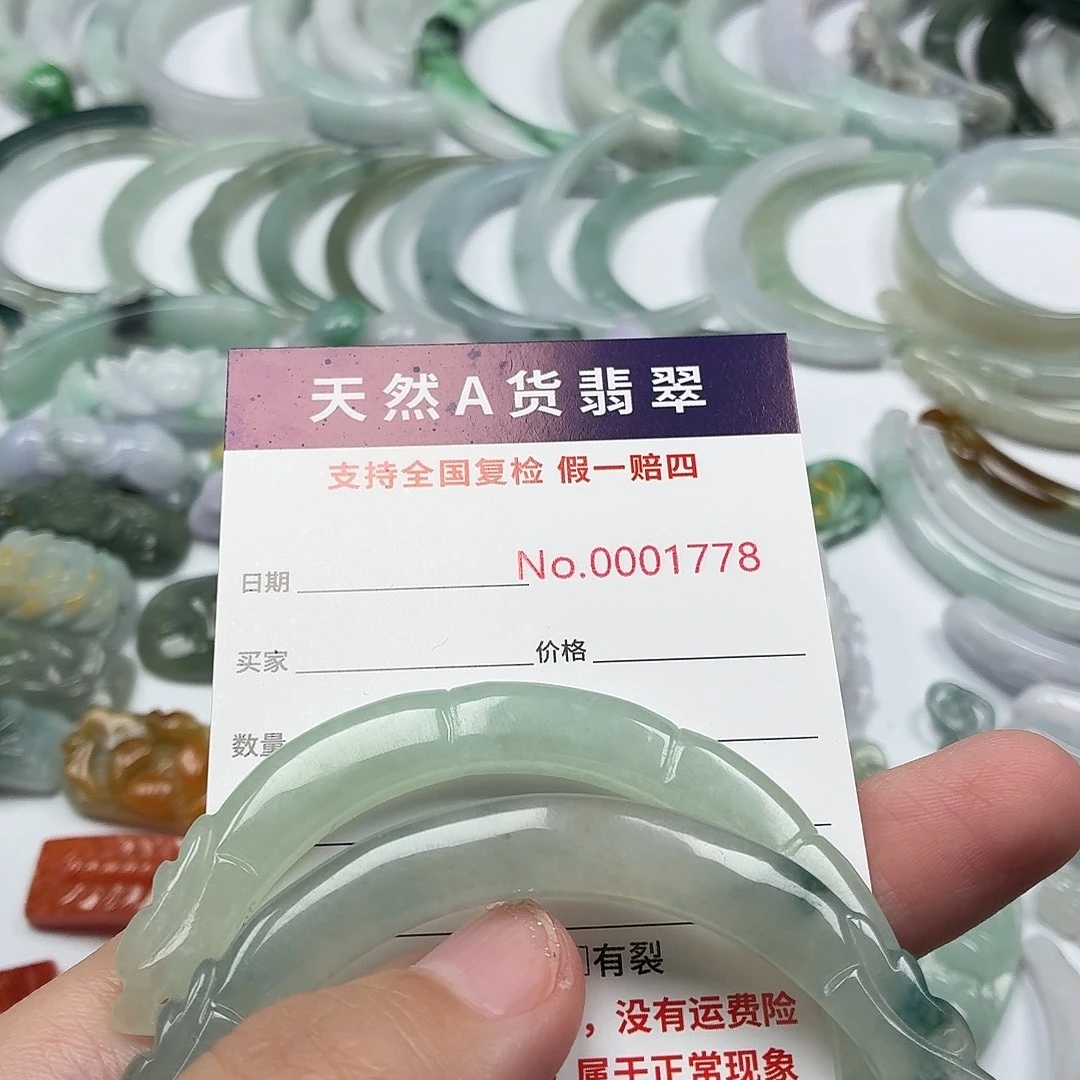 天然A货翡翠
支持全国复检 假一赔四
No.0001778
日期
买家 价格
数量
□有裂
，没有运费险
属于正常现象